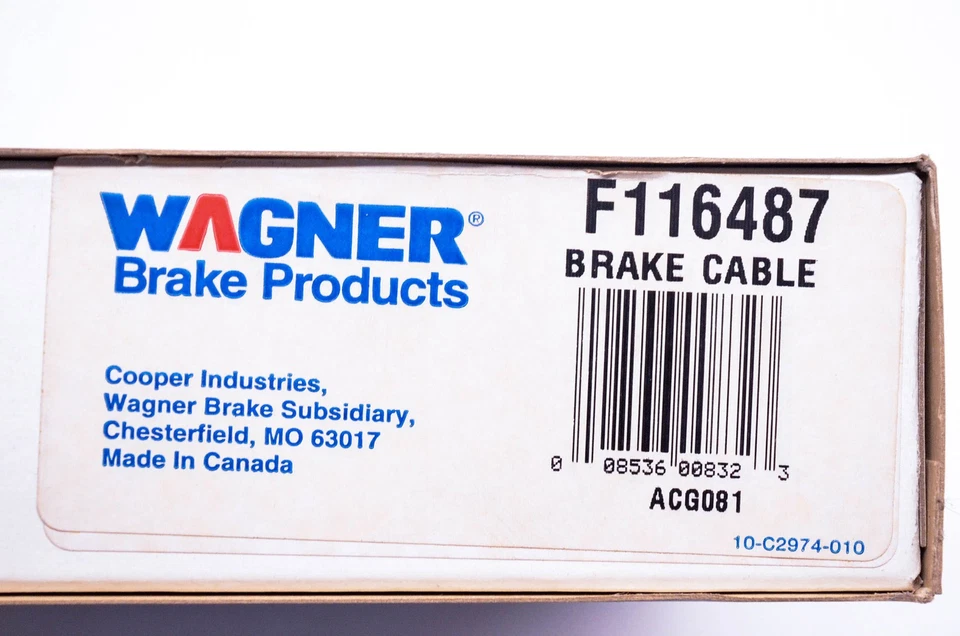 WAGNER®
Brake Products
Cooper Industries,
Wagner Brake Subsidiary,
Chesterfield, MO 63017
Made In Canada
F116487
BRAKE CABLE
0 08536 00832 3
ACG081
10-C2974-010